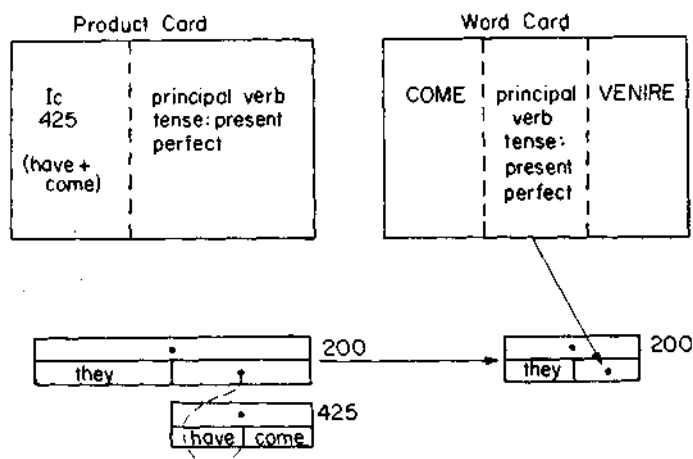 Product Card
Word Card
Ic
425
(have +
come)
principal verb
tense: present
perfect
COME
principal
verb
tense:
present
perfect
VENIRE
200
they
425
have come
200
they